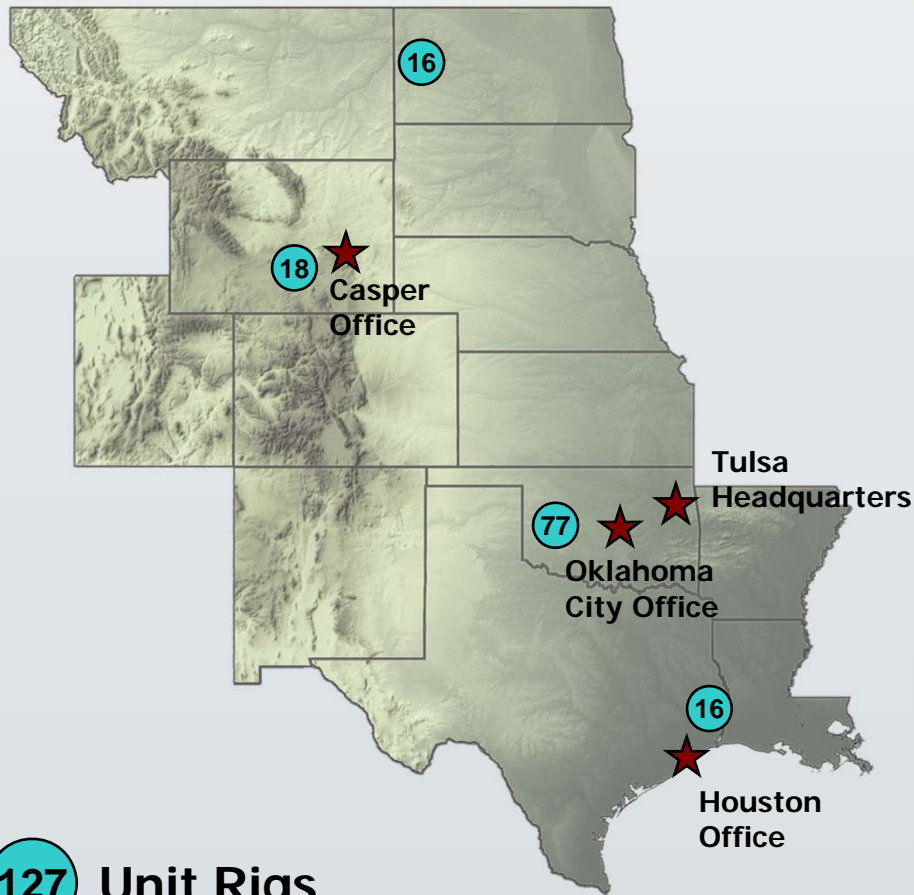 16
18
Casper
Office
Tulsa
Headquarters
77
Oklahoma
City Office
16
Houston
Office
127 Unit Rigs